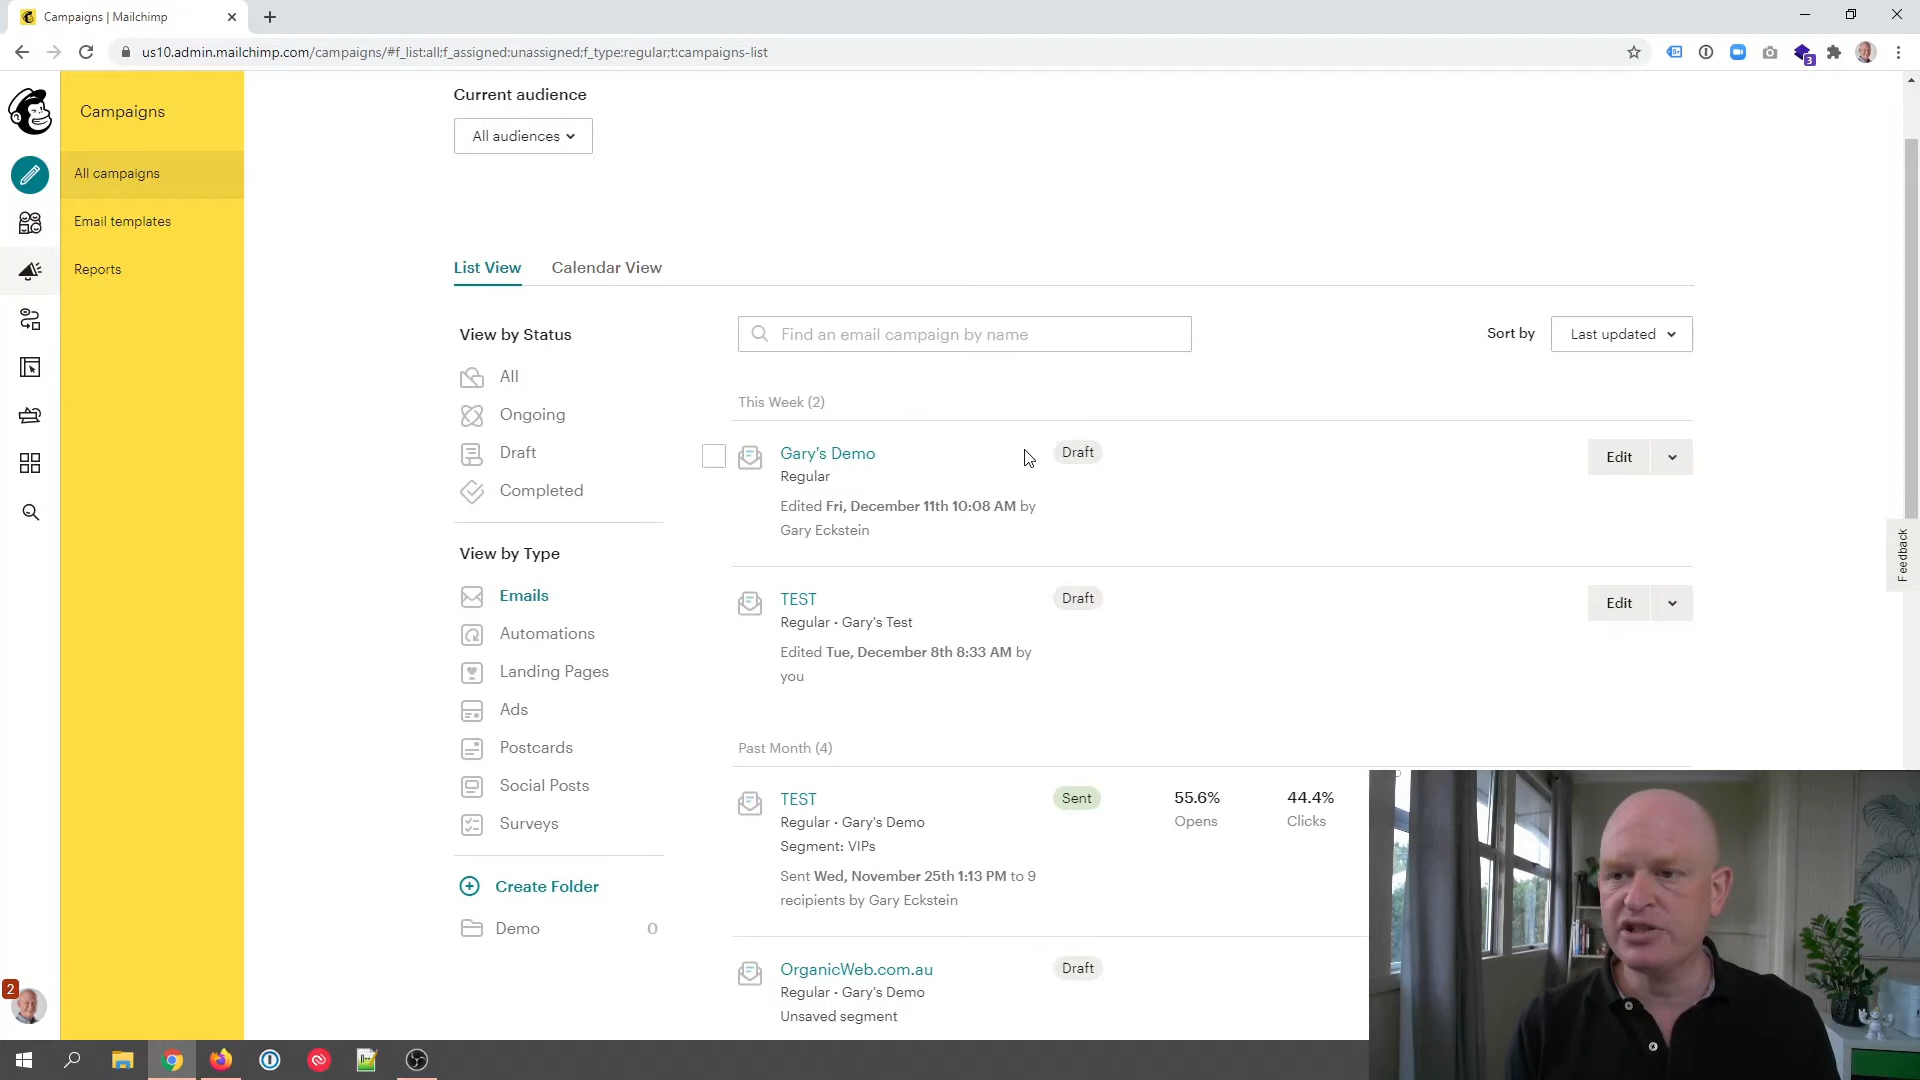 Campaigns | Mailchimp
us10.admin.mailchimp.com/campaigns/#f_list:all;f_assigned:unassigned;f_type:regular;t:campaigns-list
3
Campaigns
All campaigns
Email templates
Reports
2
Current audience
All audiences
List View
Calendar View
View by Status
All
Ongoing
Draft
Completed
View by Type
Emails
Automations
Landing Pages
Ads
Postcards
Social Posts
Surveys
Create Folder
Demo 0
Find an email campaign by name
Sort by
Last updated
This Week (2)
Gary's Demo
Draft
Edit
Regular
Edited Fri, December 11th 10:08 AM by
Gary Eckstein
TEST
Draft
Edit
Regular · Gary's Test
Edited Tue, December 8th 8:33 AM by
you
Past Month (4)
TEST
Sent
55.6%
Opens
44.4%
Clicks
Regular · Gary's Demo
Segment: VIPs
Sent Wed, November 25th 1:13 PM to 9
recipients by Gary Eckstein
OrganicWeb.com.au
Draft
Regular · Gary's Demo
Unsaved segment
Feedback